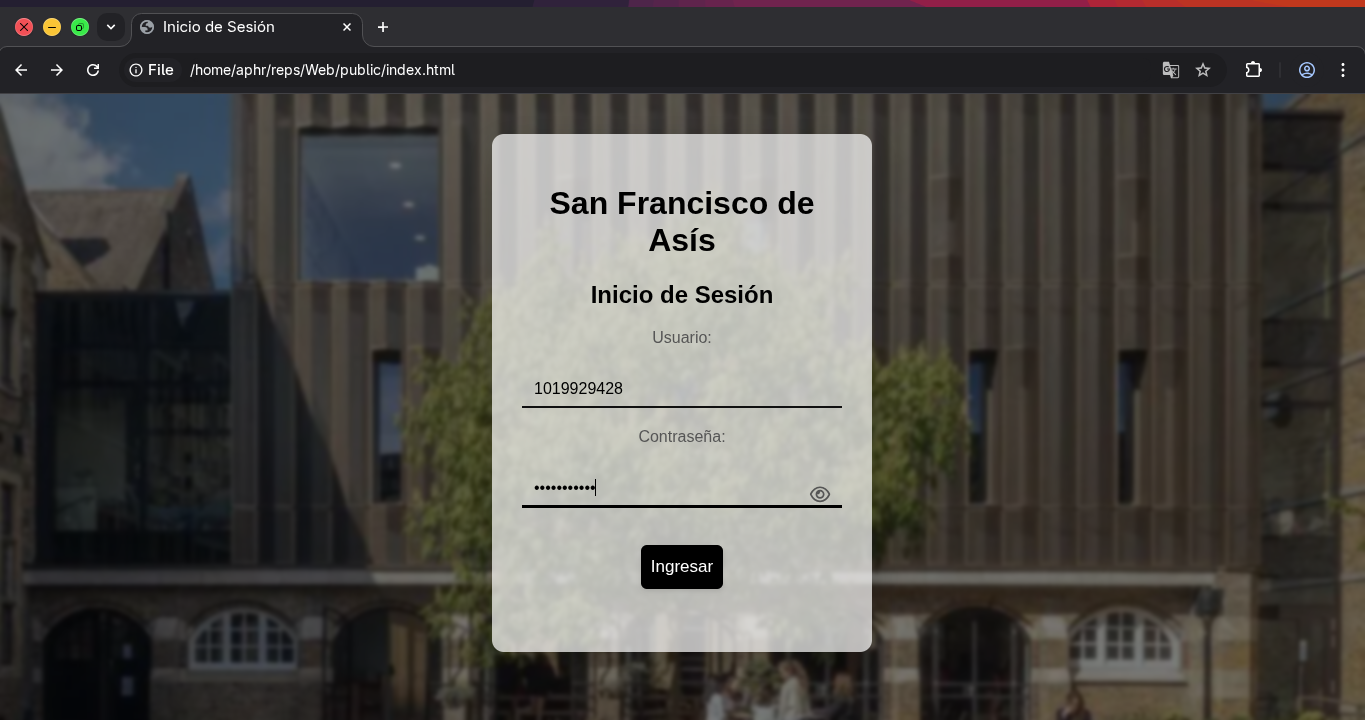 Inicio de Sesión
File /home/aphr/reps/Web/public/index.html
San Francisco de
Asís
Inicio de Sesión
Usuario:
1019929428
Contraseña:
•••••••••••
Ingresar